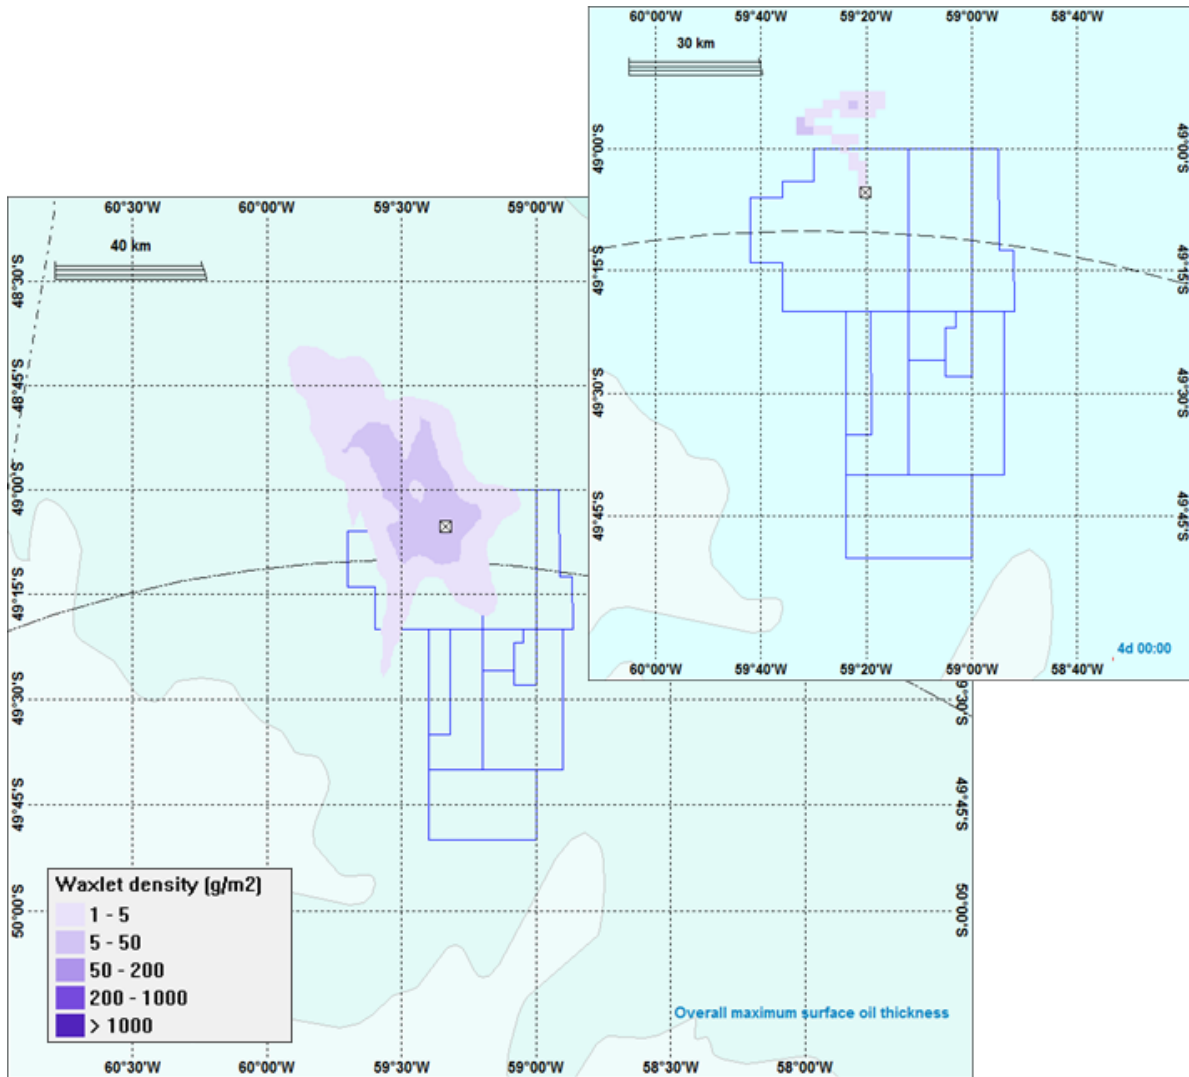 60°00'W 59°40'W 59°20'W 59°00'W 58°40'W
30 km
49°00'S 49°00'S
49°15'S 49°15'S
49°30'S 49°30'S
49°45'S 49°45'S
4d 00:00
60°00'W 59°40'W 59°20'W 59°00'W 58°40'W
60°30'W 60°00'W 59°30'W 59°00'W
40 km
48°30'S
48°45'S
49°00'S
49°15'S
49°30'S 49°30'S
49°45'S 49°45'S
50°00'S 50°00'S
Waxlet density (g/m2)
1 - 5
5 - 50
50 - 200
200 - 1000
> 1000
Overall maximum surface oil thickness
60°30'W 60°00'W 59°30'W 59°00'W 58°30'W 58°00'W